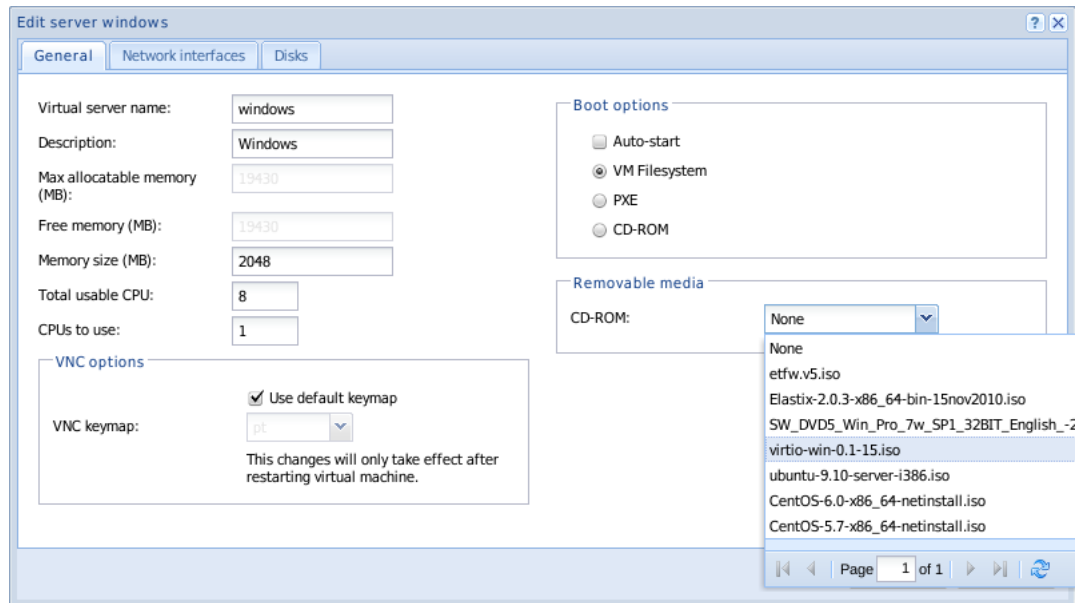 Edit server windows
General
Network interfaces
Disks
Virtual server name:
windows
Description:
Windows
Max allocatable memory
(MB):
19430
Free memory (MB):
19430
Memory size (MB):
2048
Total usable CPU:
8
CPUs to use:
1
VNC options
Use default keymap
VNC keymap:
pt
This changes will only take effect after
restarting virtual machine.
Boot options
Auto-start
VM Filesystem
PXE
CD-ROM
Removable media
CD-ROM:
None
None
etfw.v5.iso
Elastix-2.0.3-x86_64-bin-15nov2010.iso
SW_DVD5_Win_Pro_7w_SP1_32BIT_English_-2
virtio-win-0.1-15.iso
ubuntu-9.10-server-i386.iso
CentOS-6.0-x86_64-netinstall.iso
CentOS-5.7-x86_64-netinstall.iso
Page 1 of 1